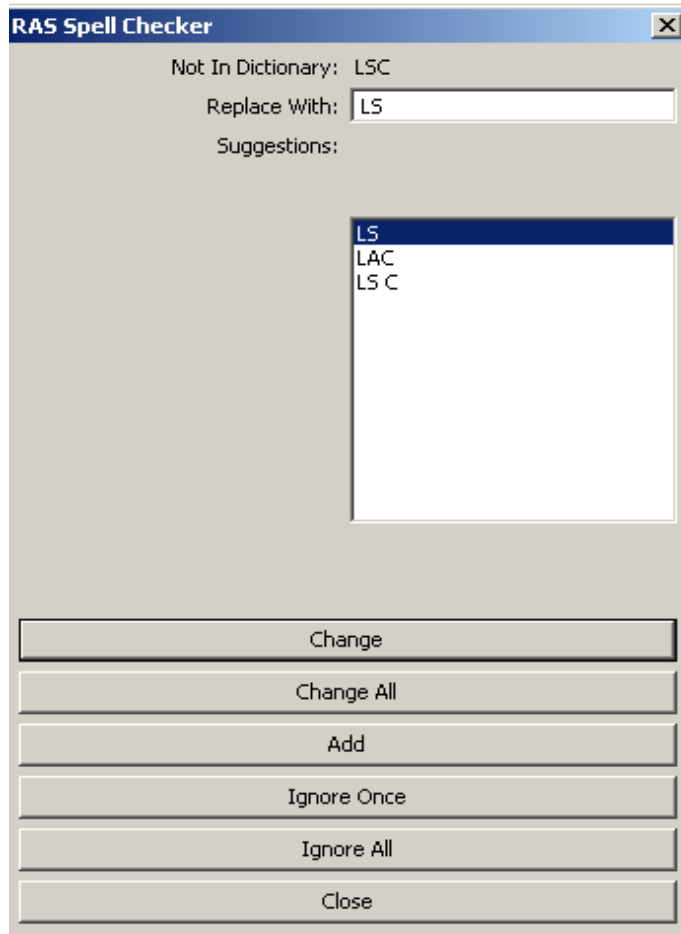 RAS Spell Checker
Not In Dictionary: LSC
Replace With: LS
Suggestions:
LS
LAC
LS C
Change
Change All
Add
Ignore Once
Ignore All
Close